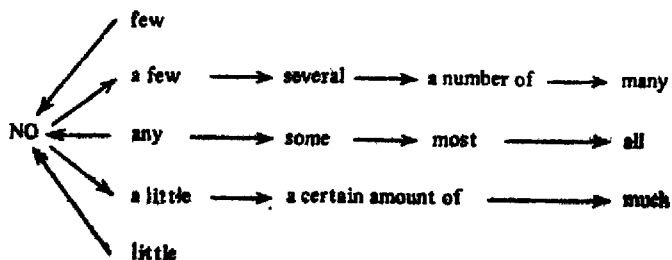 few
a few several a number of many
NO any some most all
a little a certain amount of much
little